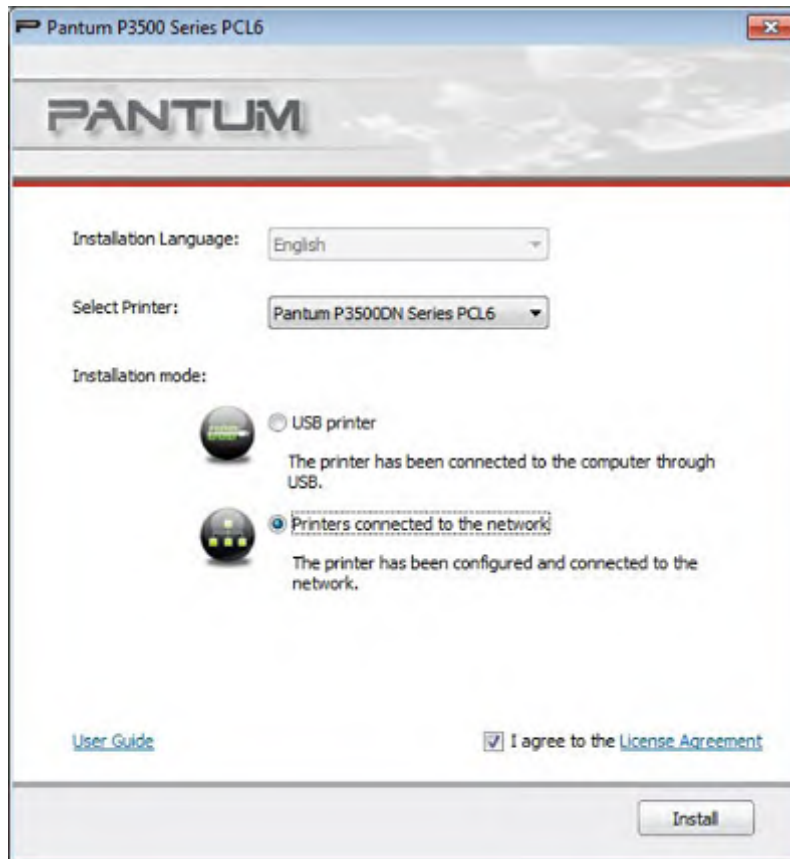 Pantum P3500 Series PCL6
PANTUM
Installation Language:
English
Select Printer:
Pantum P3500DN Series PCL6
Installation mode:
USB printer
The printer has been connected to the computer through
USB.
Printers connected to the network
The printer has been configured and connected to the
network.
User Guide
I agree to the License Agreement
Install